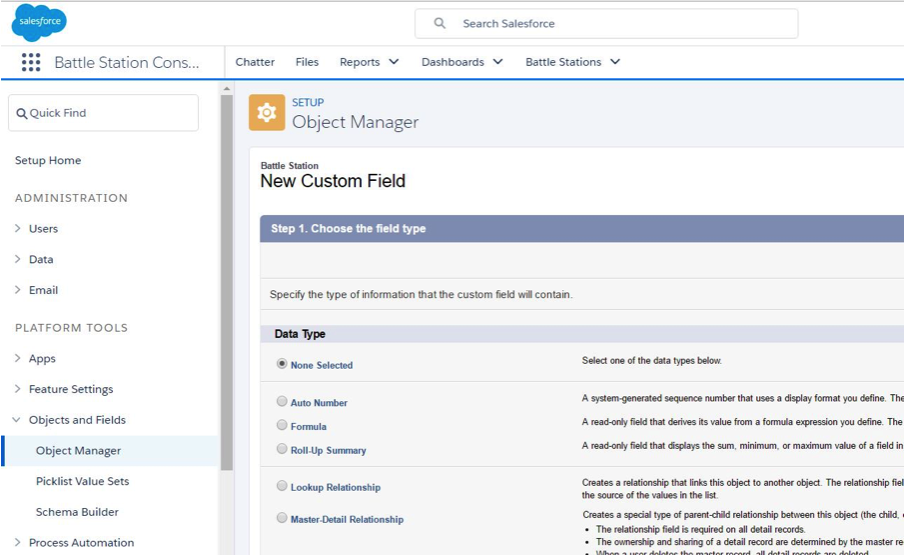 salesforce
Search Salesforce
Battle Station Cons...
Chatter
Files
Reports
Dashboards
Battle Stations
Quick Find
Setup Home
ADMINISTRATION
Users
Data
Email
PLATFORM TOOLS
Apps
Feature Settings
Objects and Fields
Object Manager
Picklist Value Sets
Schema Builder
Process Automation
SETUP
Object Manager
Battle Station
New Custom Field
Step 1. Choose the field type
Specify the type of information that the custom field will contain.
Data Type
None Selected
Select one of the data types below.
Auto Number
A system-generated sequence number that uses a display format you define. The
Formula
A read-only field that derives its value from a formula expression you define. The
Roll-Up Summary
A read-only field that displays the sum, minimum, or maximum value of a field in
Lookup Relationship
Creates a relationship that links this object to another object. The relationship fiel
the source of the values in the list.
Master-Detail Relationship
Creates a special type of parent-child relationship between this object (the child,
• The relationship field is required on all detail records.
• The ownership and sharing of a detail record are determined by the master re
• When a user deletes the master record, all detail records are deleted.